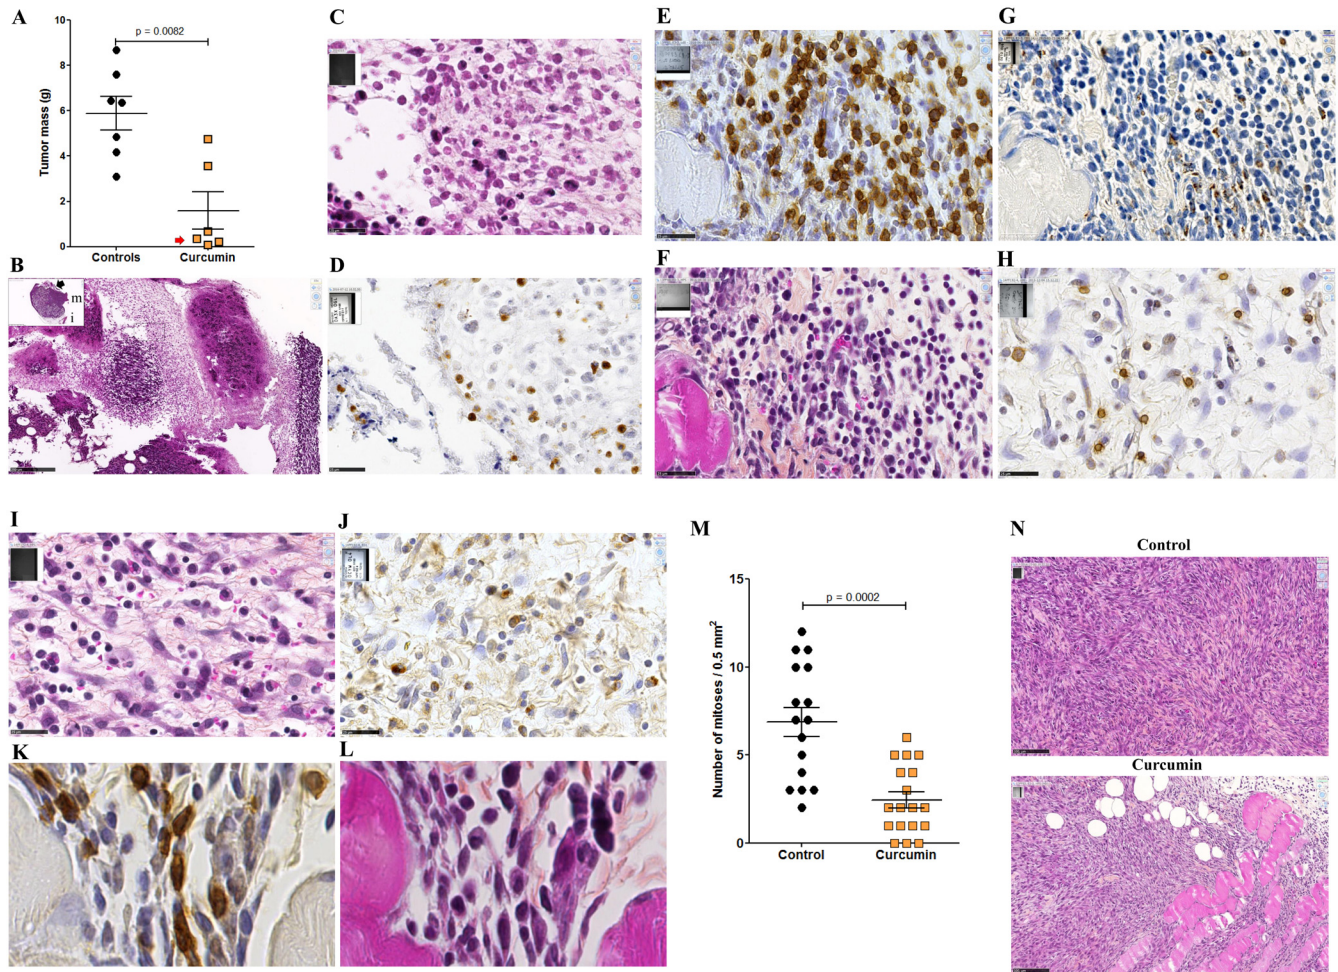 A
10
8
6
4
2
0
Tumor mass (g)
p = 0.0082
Controls
Curcumin
B
m
i
C
D
E
F
G
H
I
J
K
L
M
15
10
5
0
Number of mitoses / 0.5 mm²
p = 0.0002
Control
Curcumin
N
Control
Curcumin